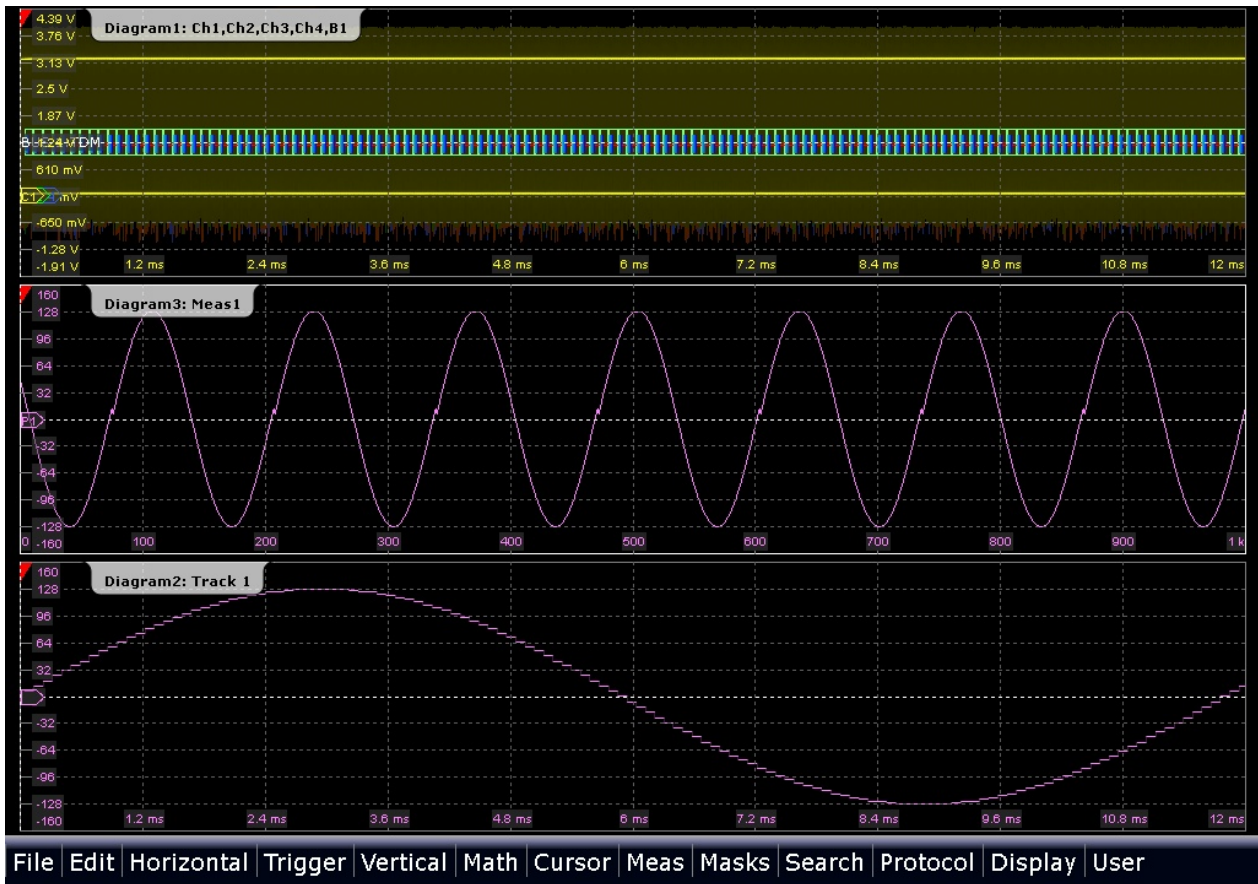 4.39 V
Diagram1: Ch1,Ch2,Ch3,Ch4,B1
3.76 V
3.13 V
2.5 V
1.87 V
1.24 V TDM
610 mV
C1 mV
-650 mV
-1.28 V
-1.91 V 1.2 ms 2.4 ms 3.6 ms 4.8 ms 6 ms 7.2 ms 8.4 ms 9.6 ms 10.8 ms 12 ms
160
Diagram3: Meas1
128
96
64
32
-32
-64
-96
-128
0 -160 100 200 300 400 500 600 700 800 900 1 k
160
Diagram2: Track 1
128
96
64
32
-32
-64
-96
-128
-160 1.2 ms 2.4 ms 3.6 ms 4.8 ms 6 ms 7.2 ms 8.4 ms 9.6 ms 10.8 ms 12 ms
File Edit Horizontal Trigger Vertical Math Cursor Meas Masks Search Protocol Display User